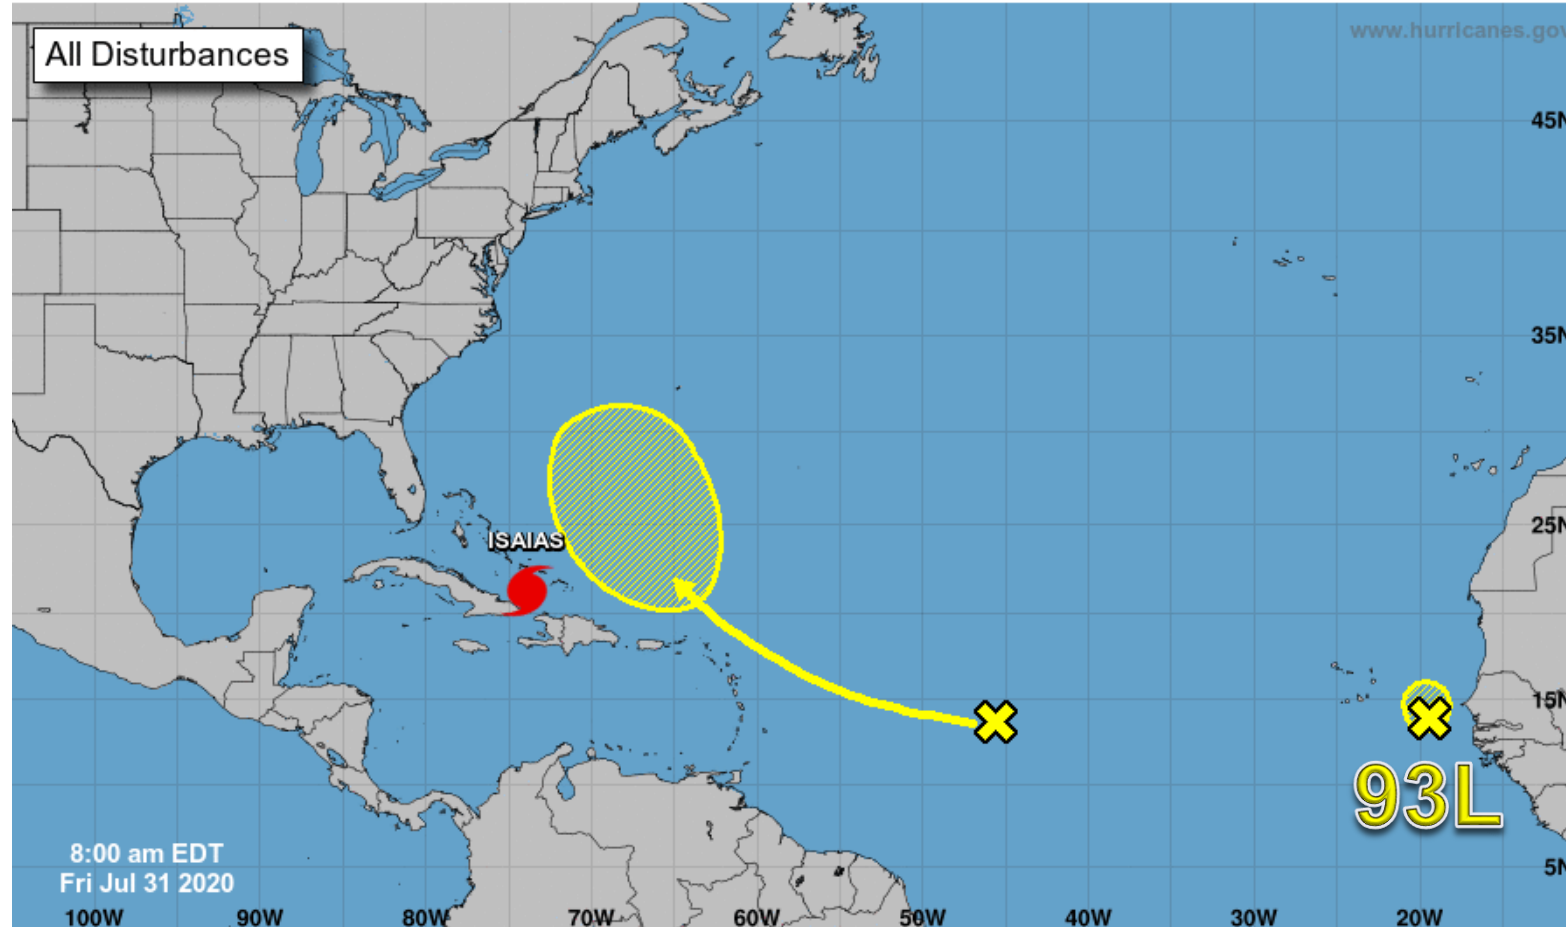 All Disturbances
www.hurricanes.gov
45N
35N
ISAIAS
25N
15N
93L
8:00 am EDT
Fri Jul 31 2020
5N
100W 90W 80W 70W 60W 50W 40W 30W 20W